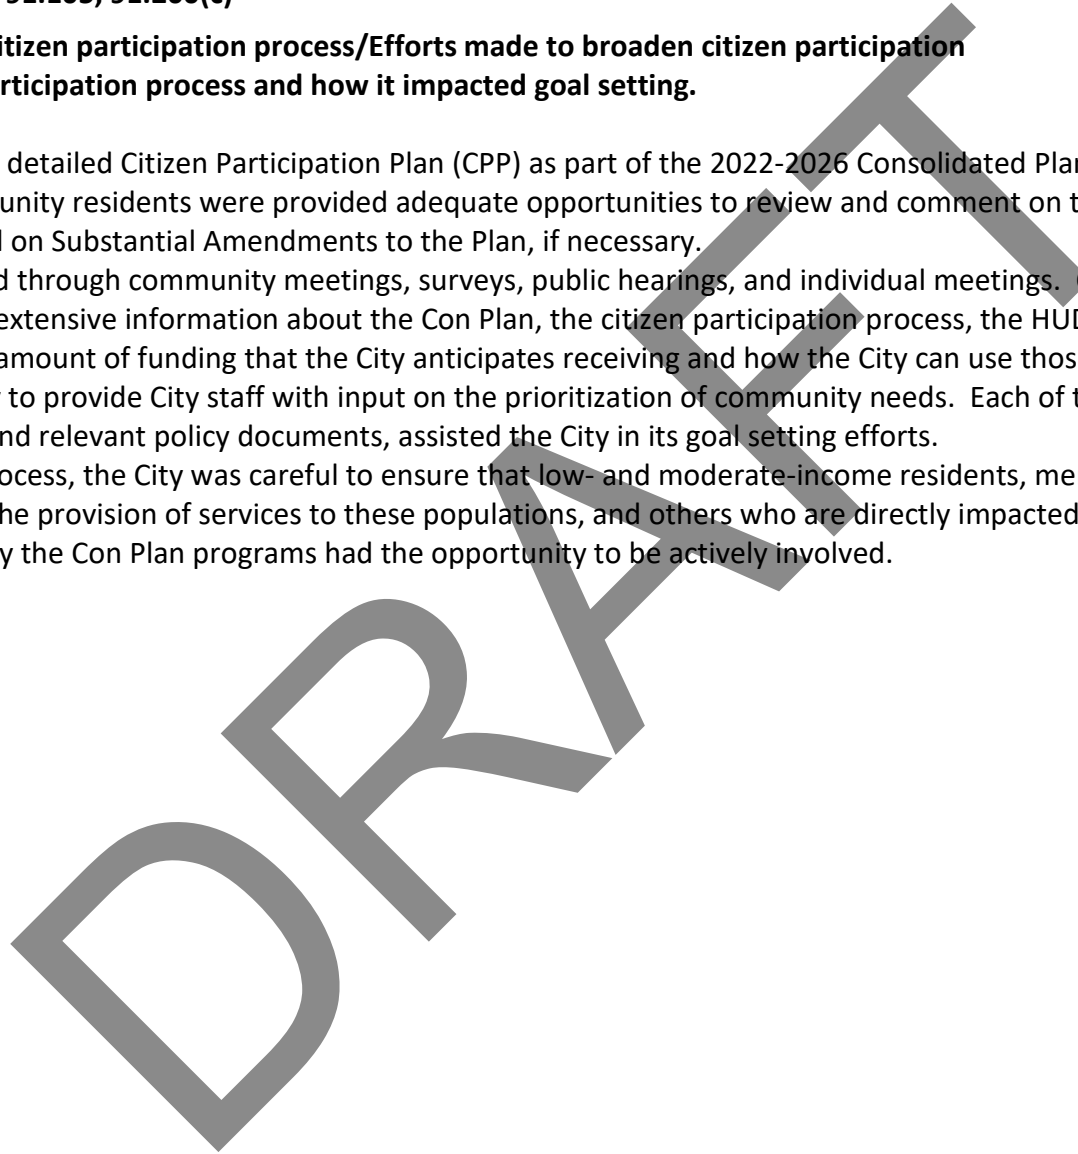 itizen participation process/Efforts made to broaden citizen participation
rticipation process and how it impacted goal setting.
detailed Citizen Participation Plan (CPP) as part of the 2022-2026 Consolidated Plan
unity residents were provided adequate opportunities to review and comment on t
l on Substantial Amendments to the Plan, if necessary.
d through community meetings, surveys, public hearings, and individual meetings.
extensive information about the Con Plan, the citizen participation process, the HUD
amount of funding that the City anticipates receiving and how the City can use thos
to provide City staff with input on the prioritization of community needs.  Each of t
nd relevant policy documents, assisted the City in its goal setting efforts.
ocess, the City was careful to ensure that low- and moderate-income residents, me
he provision of services to these populations, and others who are directly impacted
y the Con Plan programs had the opportunity to be actively involved.
DRAFT